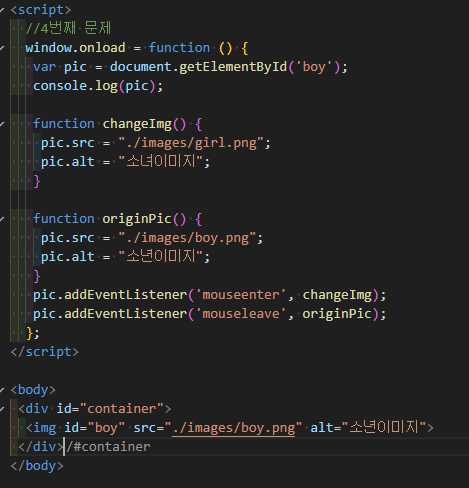 <script>
//4번째 문제
window.onload = function () {
var pic = document.getElementById('boy');
console.log(pic);
function changeImg() {
pic.src = "./images/girl.png";
pic.alt = "소녀이미지";
}
function originPic() {
pic.src = "./images/boy.png";
pic.alt = "소년이미지";
}
pic.addEventListener('mouseenter', changeImg);
pic.addEventListener('mouseleave', originPic);
};
</script>
<body>
<div id="container">
<img id="boy" src="./images/boy.png" alt="소년이미지">
</div>/#container
</body>